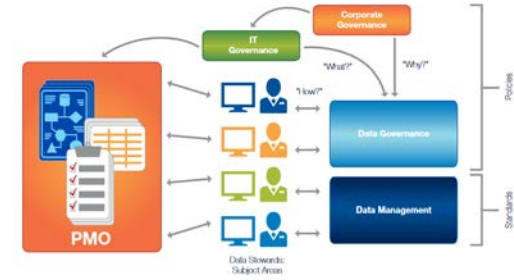 Corporate
Governance
IT
Governance
"What?"
"Why?"
"How?"
Policies
Data Governance
Data Management
Standards
PMO
Data Stewards:
Subject Areas